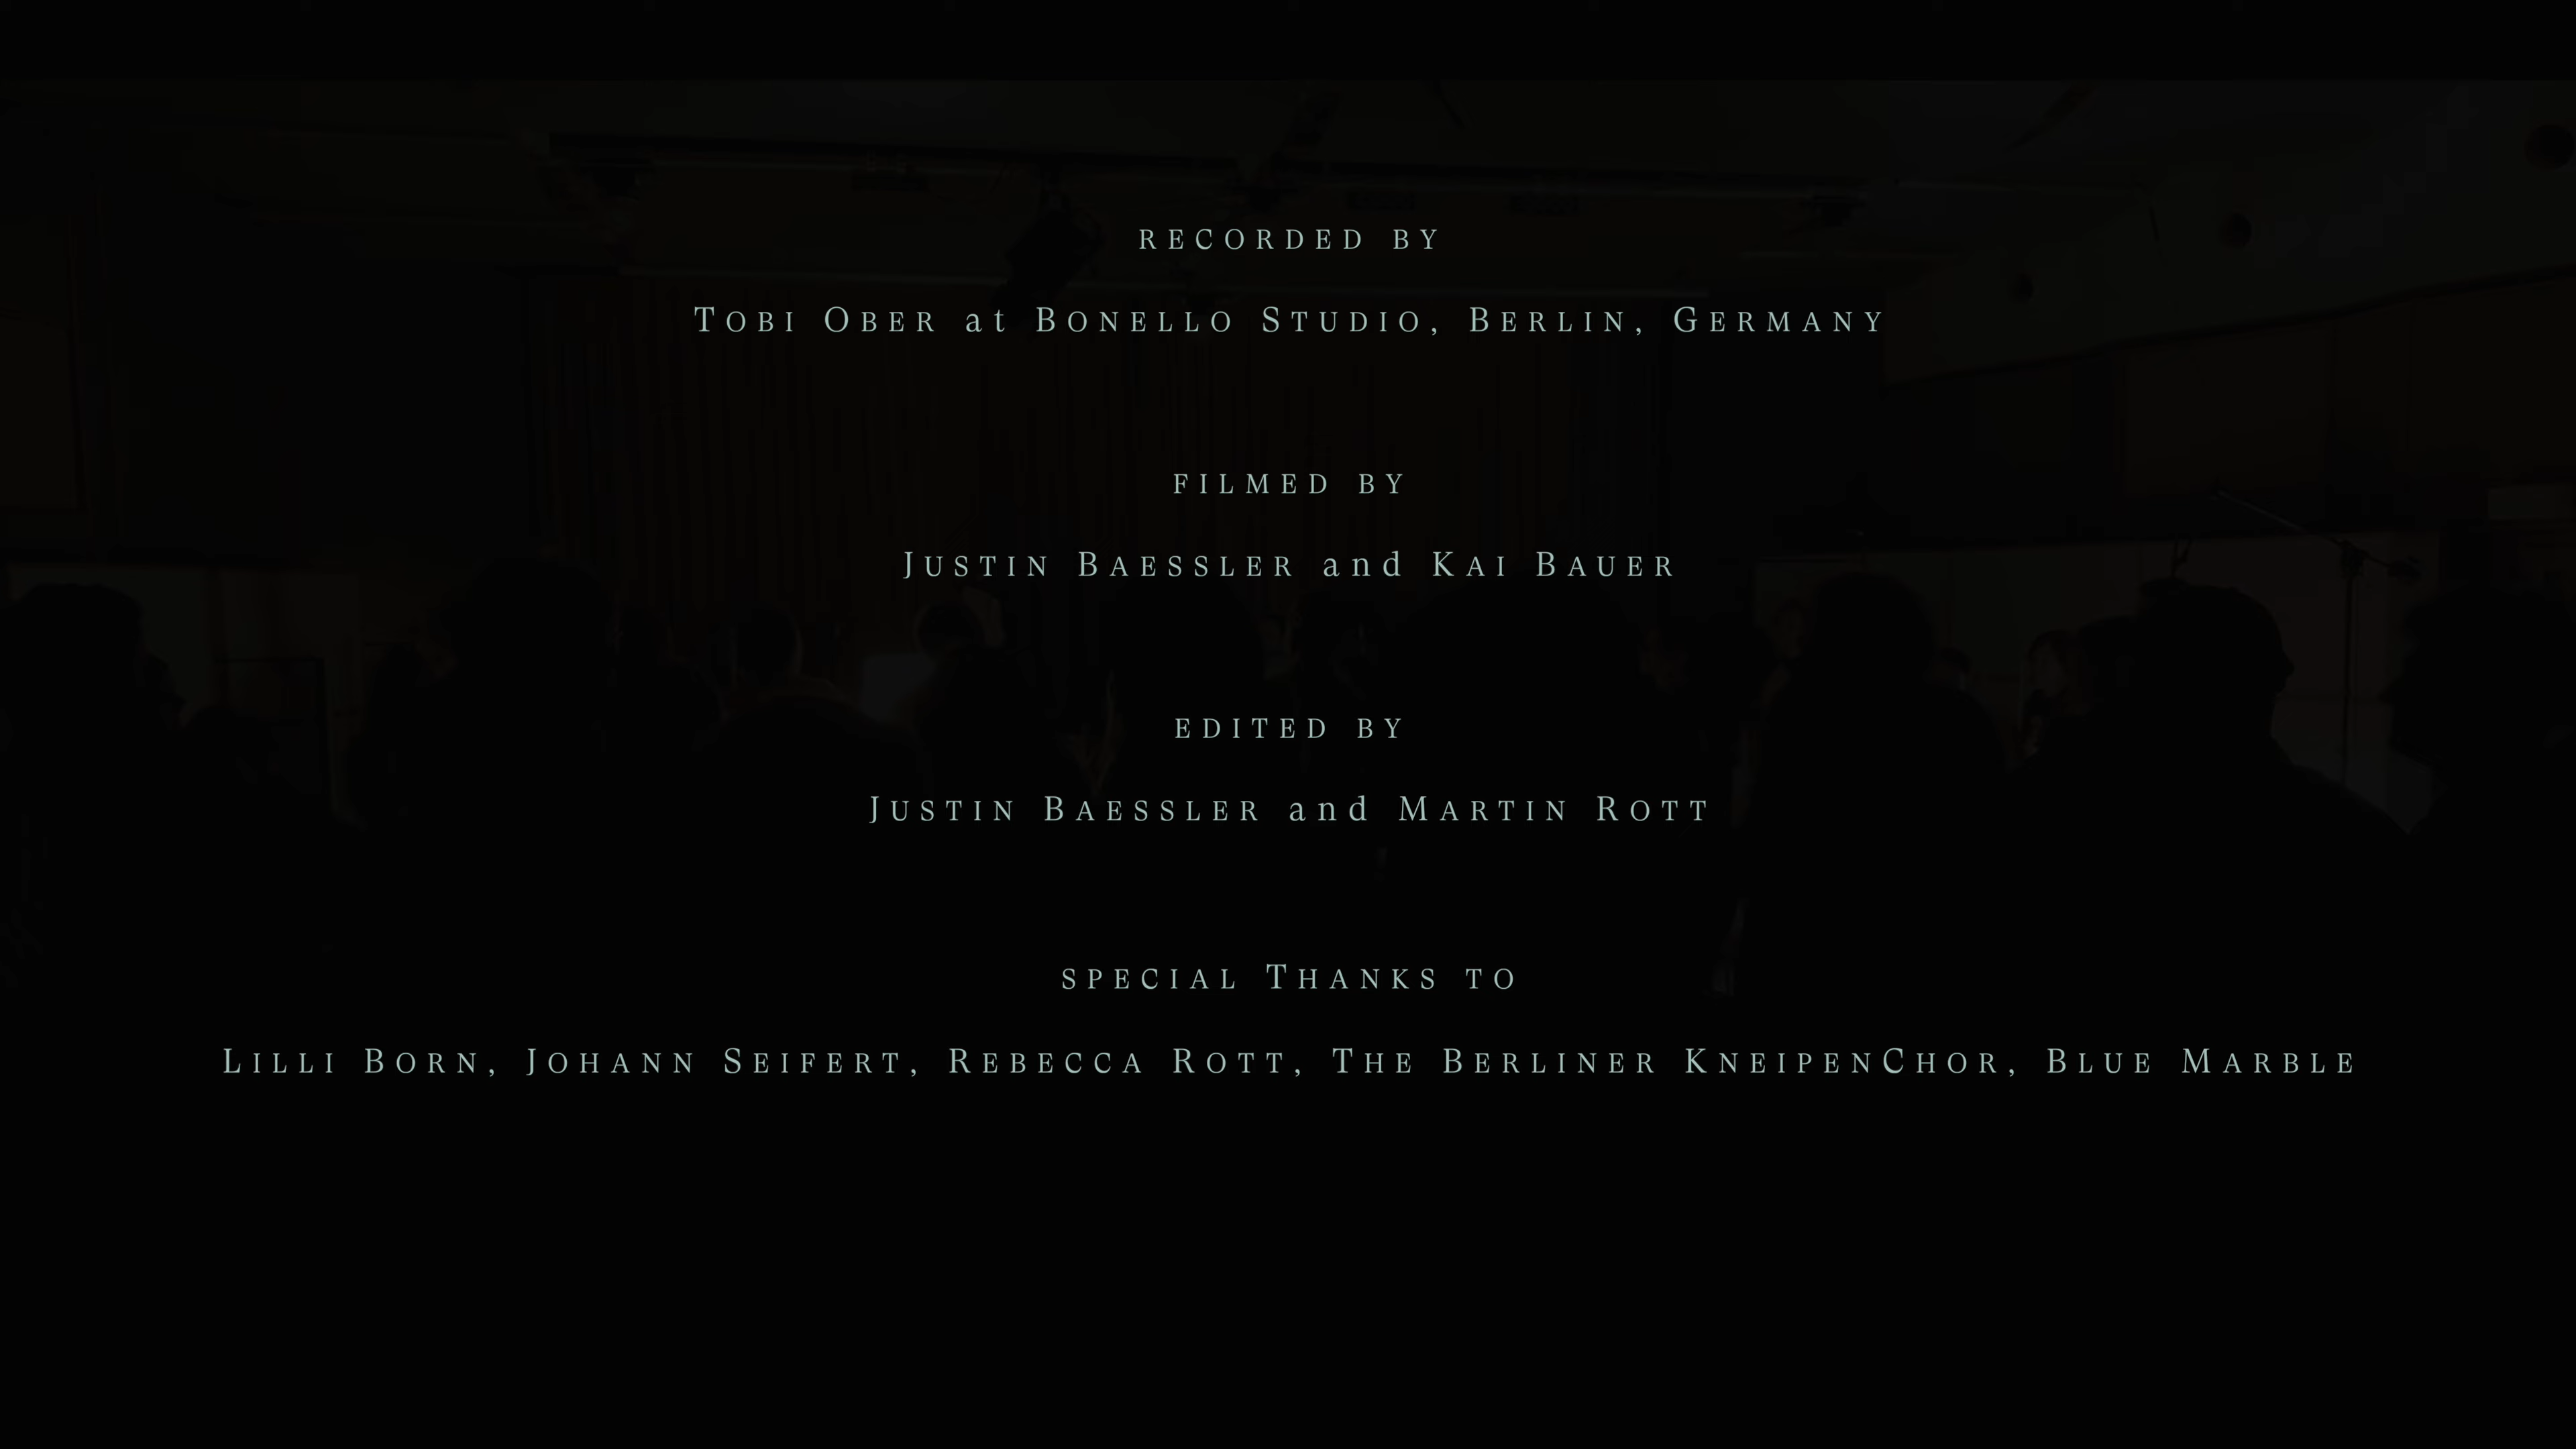 RECORDED BY
TOBI OBER at BONELLO STUDIO, BERLIN, GERMANY
FILMED BY
JUSTIN BAESSLER and KAI BAUER
EDITED BY
JUSTIN BAESSLER and MARTIN ROTT
SPECIAL THANKS TO
LILLI BORN, JOHANN SEIFERT, REBECCA ROTT, THE BERLINER KNEIPENCHOR, BLUE MARBLE